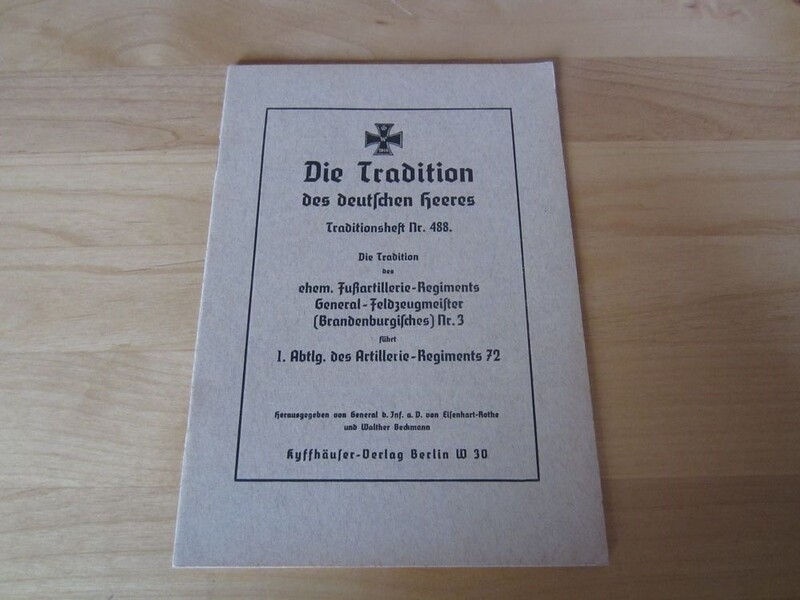 W
1914
Die Tradition
des deutſchen Heeres
Traditionsheft Nr. 488.
Die Tradition
des
ehem. Fußartillerie-Regiments
General-Feldzeugmeiſter
(Brandenburgiſches) Nr. 3
führt
I. Abtlg. des Artillerie-Regiments 72
Herausgegeben von General d. Inf. a. D. von Eiſenhart-Rothe
und Walther Beckmann
Kyffhäuſer-Verlag Berlin W 30